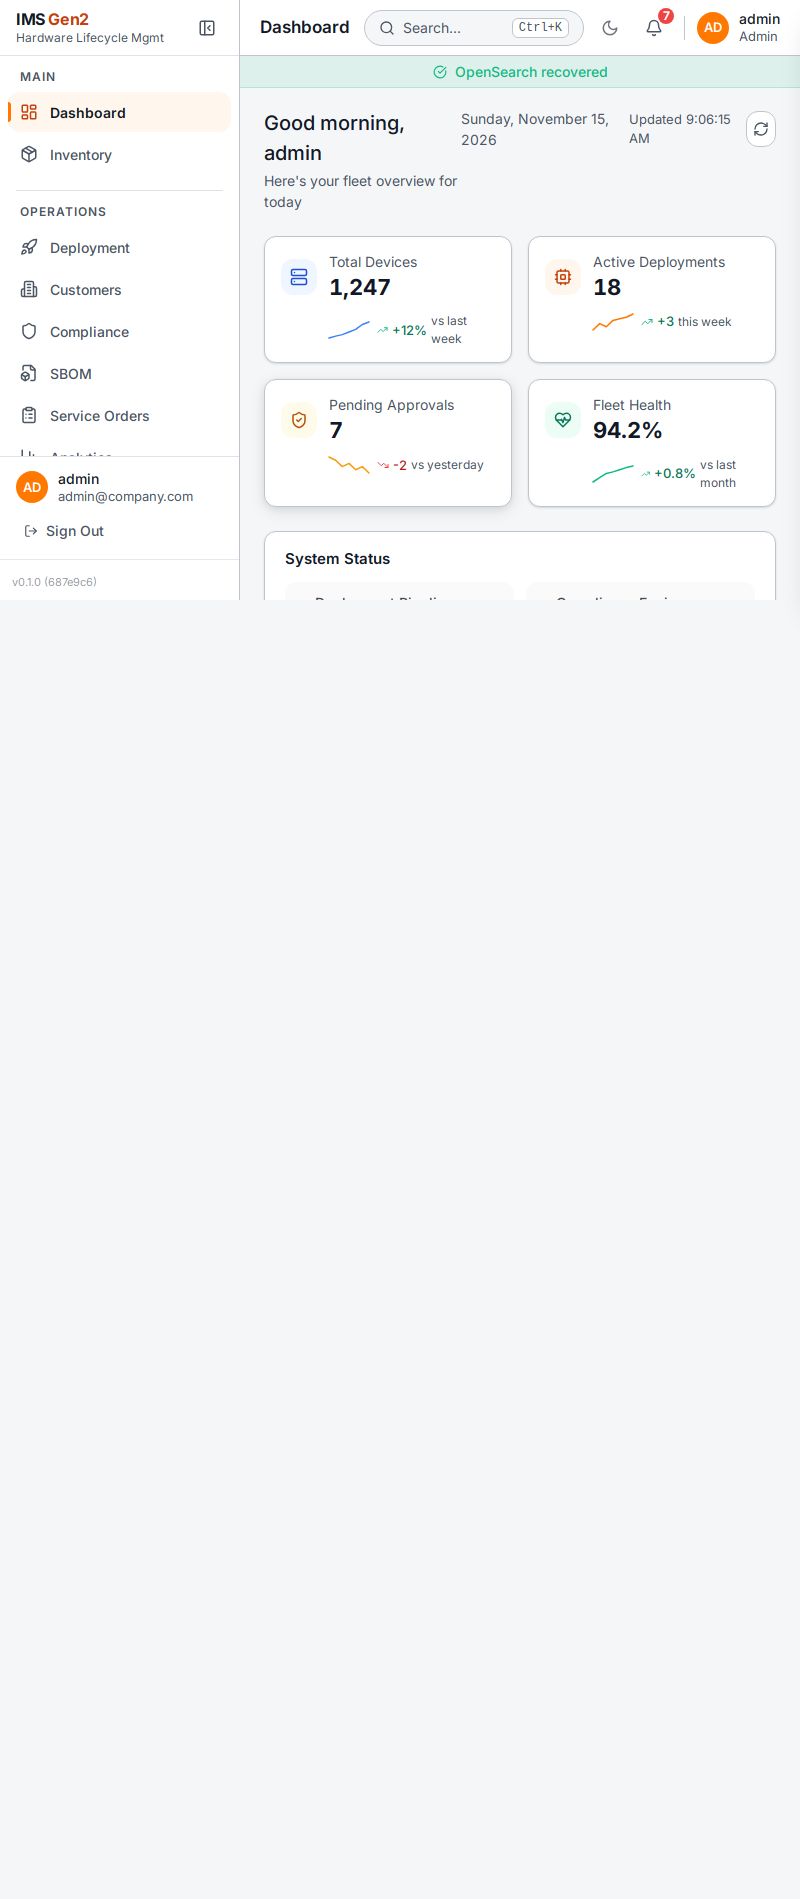 IMS Gen2
Hardware Lifecycle Mgmt
MAIN
Dashboard
Inventory
OPERATIONS
Deployment
Customers
Compliance
SBOM
Service Orders
Analytics
AD
admin
admin@company.com
Sign Out
v0.1.0 (687e9c6)
Dashboard
Search...
Ctrl+K
7
AD
admin
Admin
OpenSearch recovered
Good morning,
admin
Here's your fleet overview for
today
Sunday, November 15,
2026
Updated 9:06:15
AM
Total Devices
1,247
+12% vs last
week
Active Deployments
18
+3 this week
Pending Approvals
7
-2 vs yesterday
Fleet Health
94.2%
+0.8% vs last
month
System Status